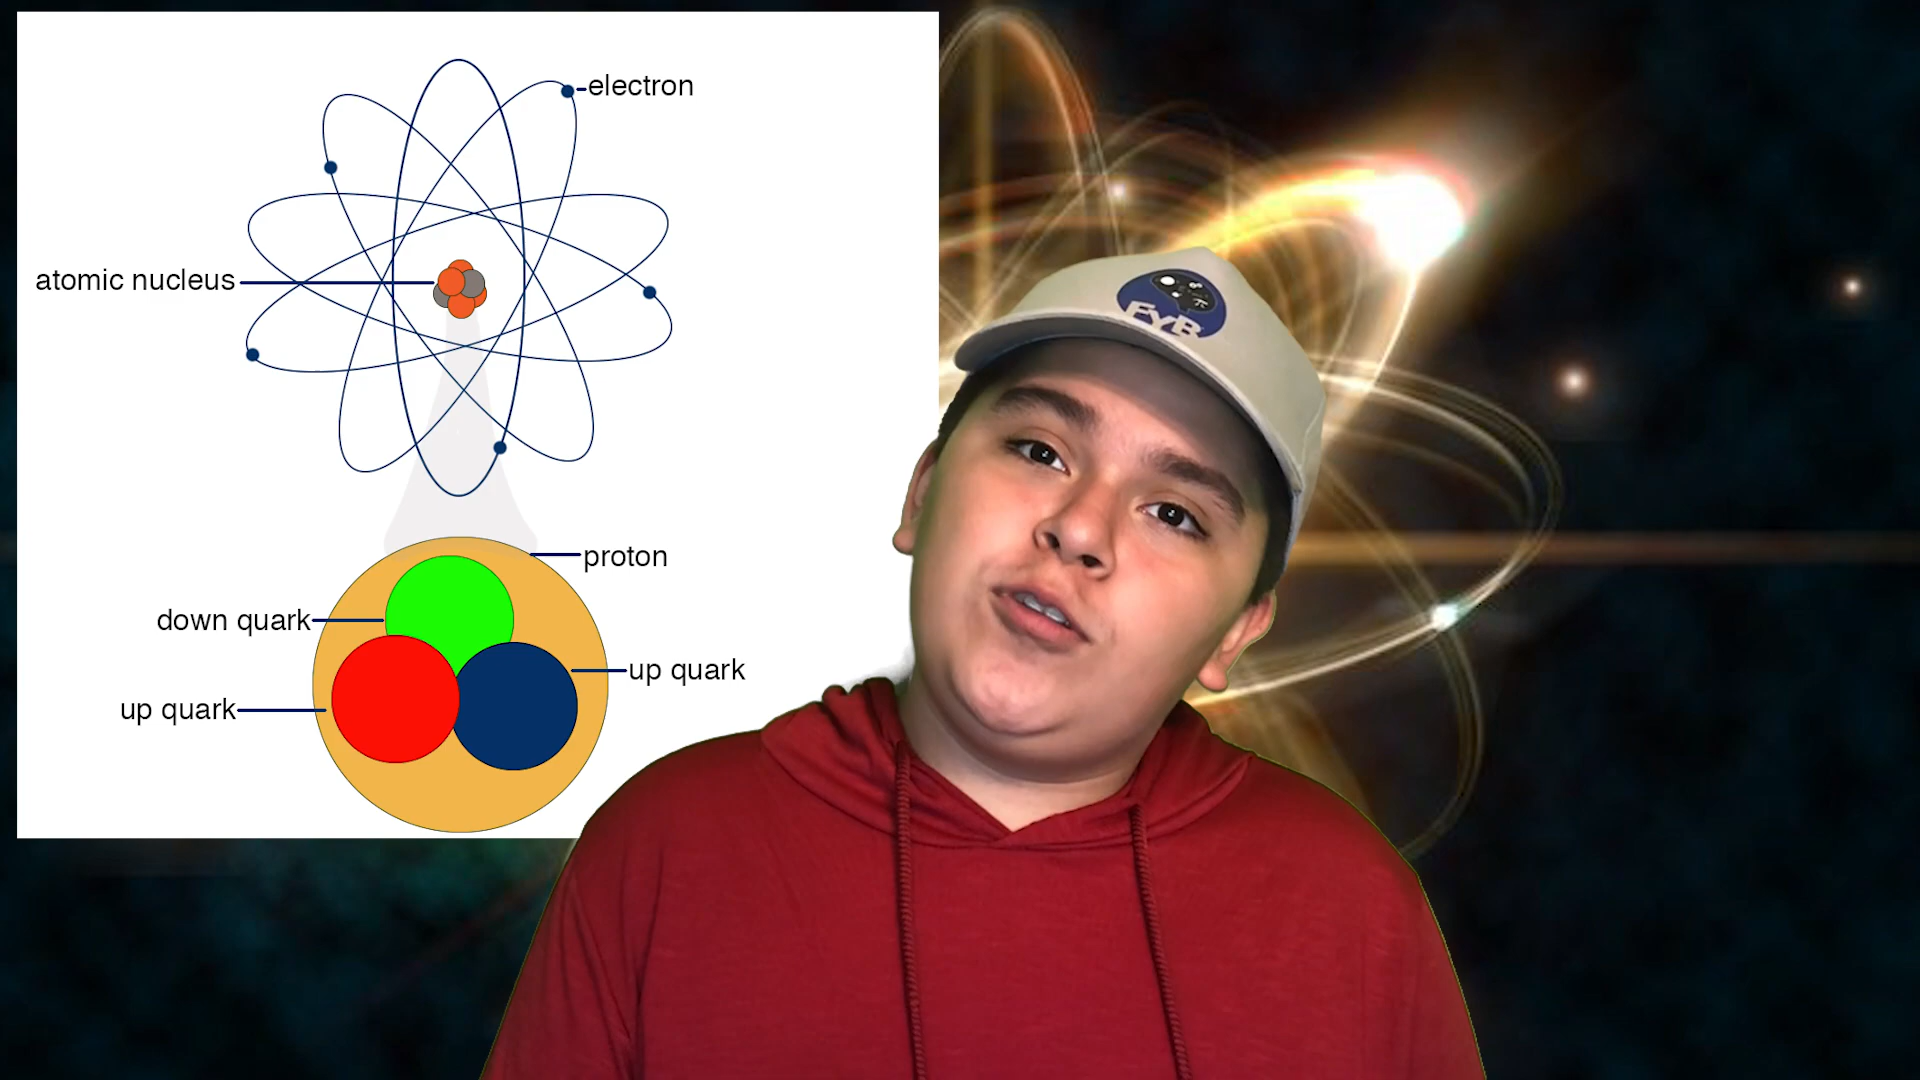 electron
atomic nucleus
proton
down quark
up quark
up quark
FyB